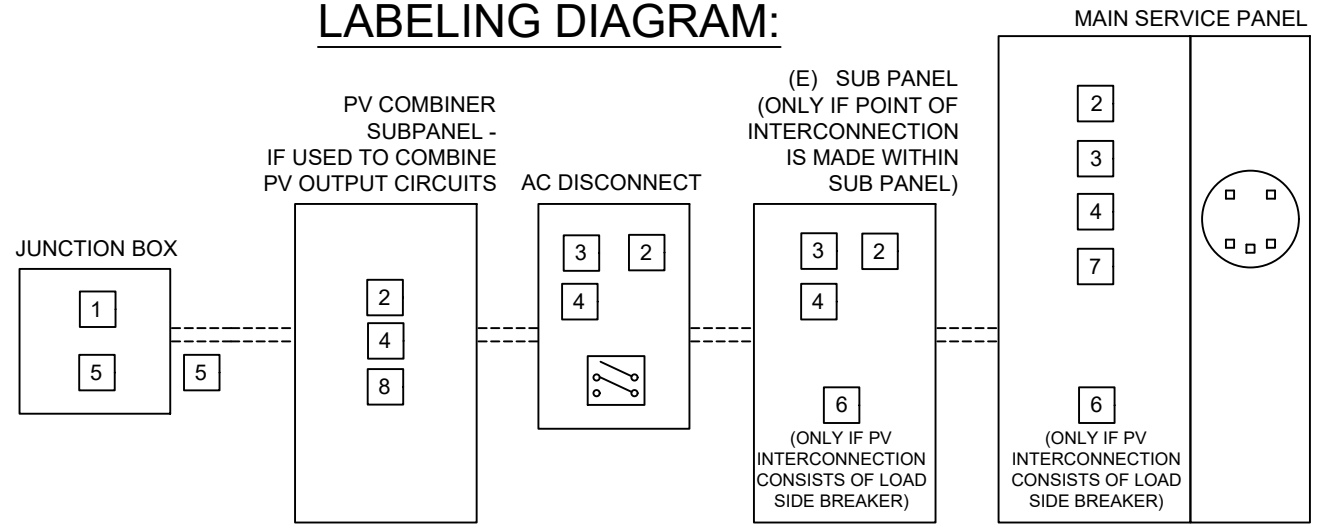 LABELING DIAGRAM:
MAIN SERVICE PANEL
(E) SUB PANEL
(ONLY IF POINT OF
INTERCONNECTION
IS MADE WITHIN
SUB PANEL)
PV COMBINER
SUBPANEL -
IF USED TO COMBINE
PV OUTPUT CIRCUITS
AC DISCONNECT
JUNCTION BOX
1
5
5
2
4
8
3 2
4
3 2
4
6
(ONLY IF PV
INTERCONNECTION
CONSISTS OF LOAD
SIDE BREAKER)
2
3
4
7
6
(ONLY IF PV
INTERCONNECTION
CONSISTS OF LOAD
SIDE BREAKER)